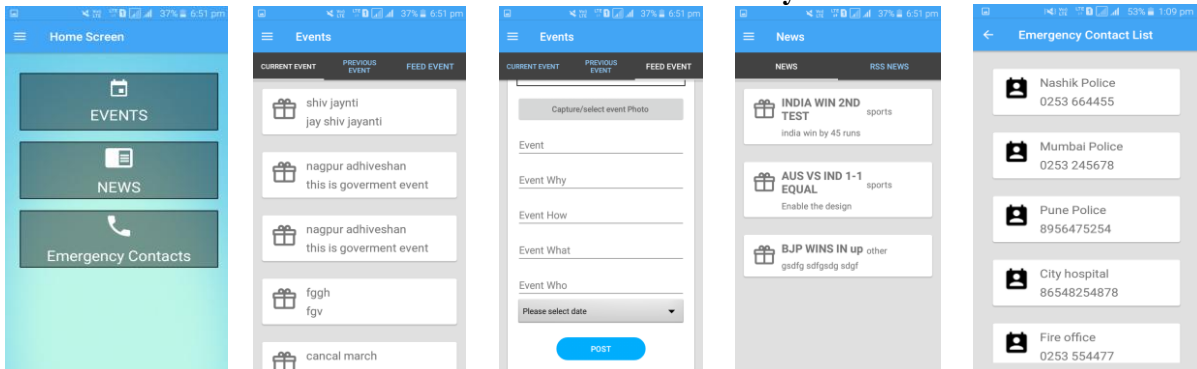 37% 6:51 pm
Home Screen
EVENTS
NEWS
Emergency Contacts
37% 6:51 pm
Events
CURRENT EVENT
PREVIOUS
EVENT
FEED EVENT
shiv jaynti
jay shiv jayanti
nagpur adhiveshan
this is goverment event
nagpur adhiveshan
this is goverment event
fggh
fgv
cancal march
37% 6:51 pm
Events
CURRENT EVENT
PREVIOUS
EVENT
FEED EVENT
Capture/select event Photo
Event
Event Why
Event How
Event What
Event Who
Please select date
POST
37% 6:51 pm
News
NEWS
RSS NEWS
INDIA WIN 2ND
TEST
sports
india win by 45 runs
AUS VS IND 1-1
EQUAL
sports
Enable the design
BJP WINS IN up other
gsdfg sdfgsdg sdgf
53% 1:09 pm
Emergency Contact List
Nashik Police
0253 664455
Mumbai Police
0253 245678
Pune Police
8956475254
City hospital
86548254878
Fire office
0253 554477